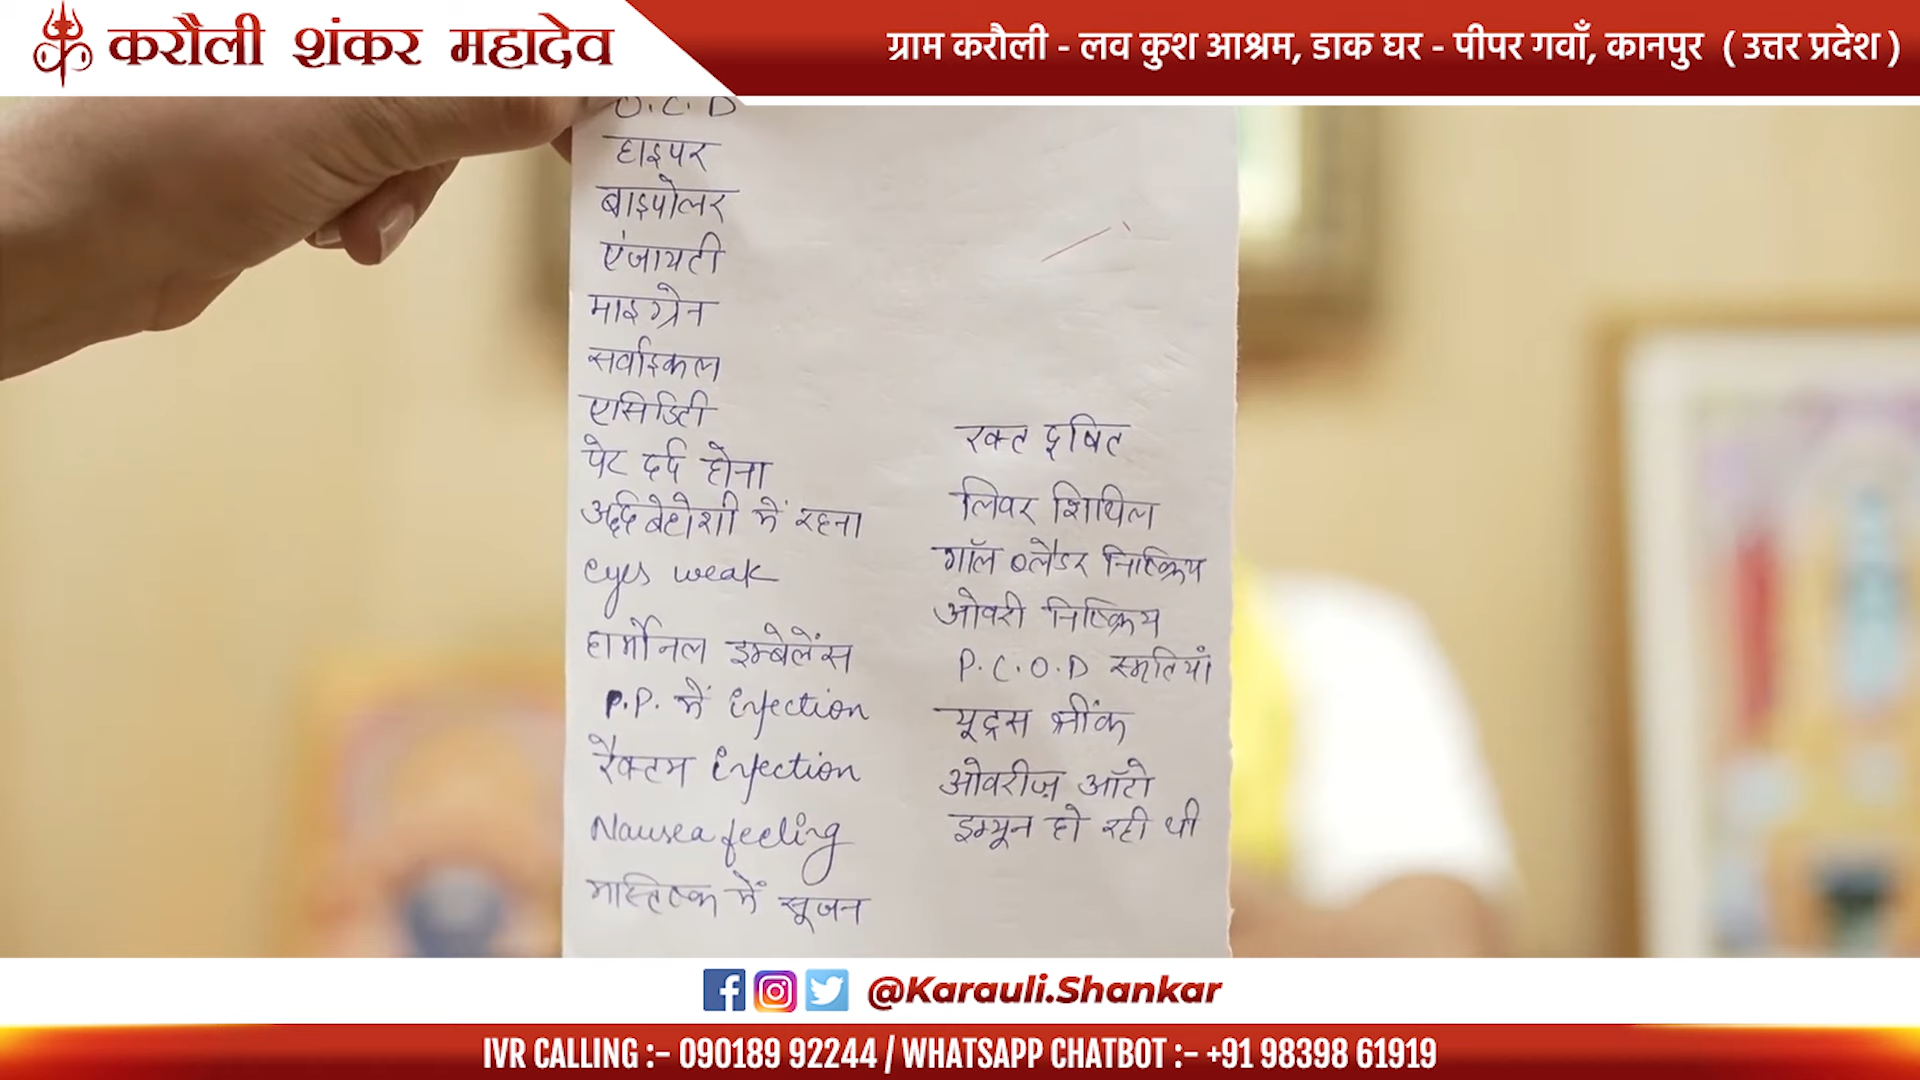 करौली शंकर महादेव
ग्राम करौली - लव कुश आश्रम, डाक घर - पीपर गवाँ, कानपुर ( उत्तर प्रदेश )
O.C.D
हाइपर
बाइपोलर
एंजायटी
माइग्रेन
सर्वाइकल
एसिडिटी
पेट दर्द होना
अर्द्दबेहोशी में रहना
eyes weak
हार्मोनल इम्बेलेंस
P.P. में infection
रैक्टम infection
Nausea feeling
मास्तिष्क में सूजन
रक्त दूषित
लिवर शिथिल
गॉल ब्लैडर निष्क्रिय
ओवरी निष्क्रिय
P.C.O.D स्मृतियां
यूट्रस श्रींक
ओवरीज़ ऑटो
इम्यून हो रही थी
@Karauli.Shankar
IVR CALLING :- 090189 92244 / WHATSAPP CHATBOT :- +91 98398 61919